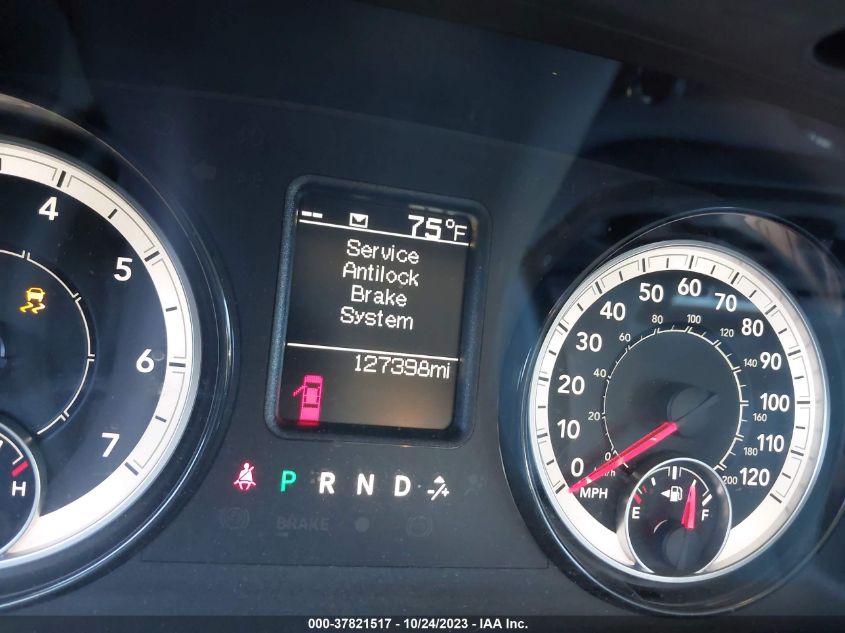 4
5
6
7
H
-- 75°F
Service
Antilock
Brake
System
127398mi
P R N D
BRAKE
0 10 20 30 40 50 60 70 80 90 100 110 120
0 20 40 60 80 100 120 140 160 180 200
km/h
MPH
E F
000-37821517 - 10/24/2023 - IAA Inc.